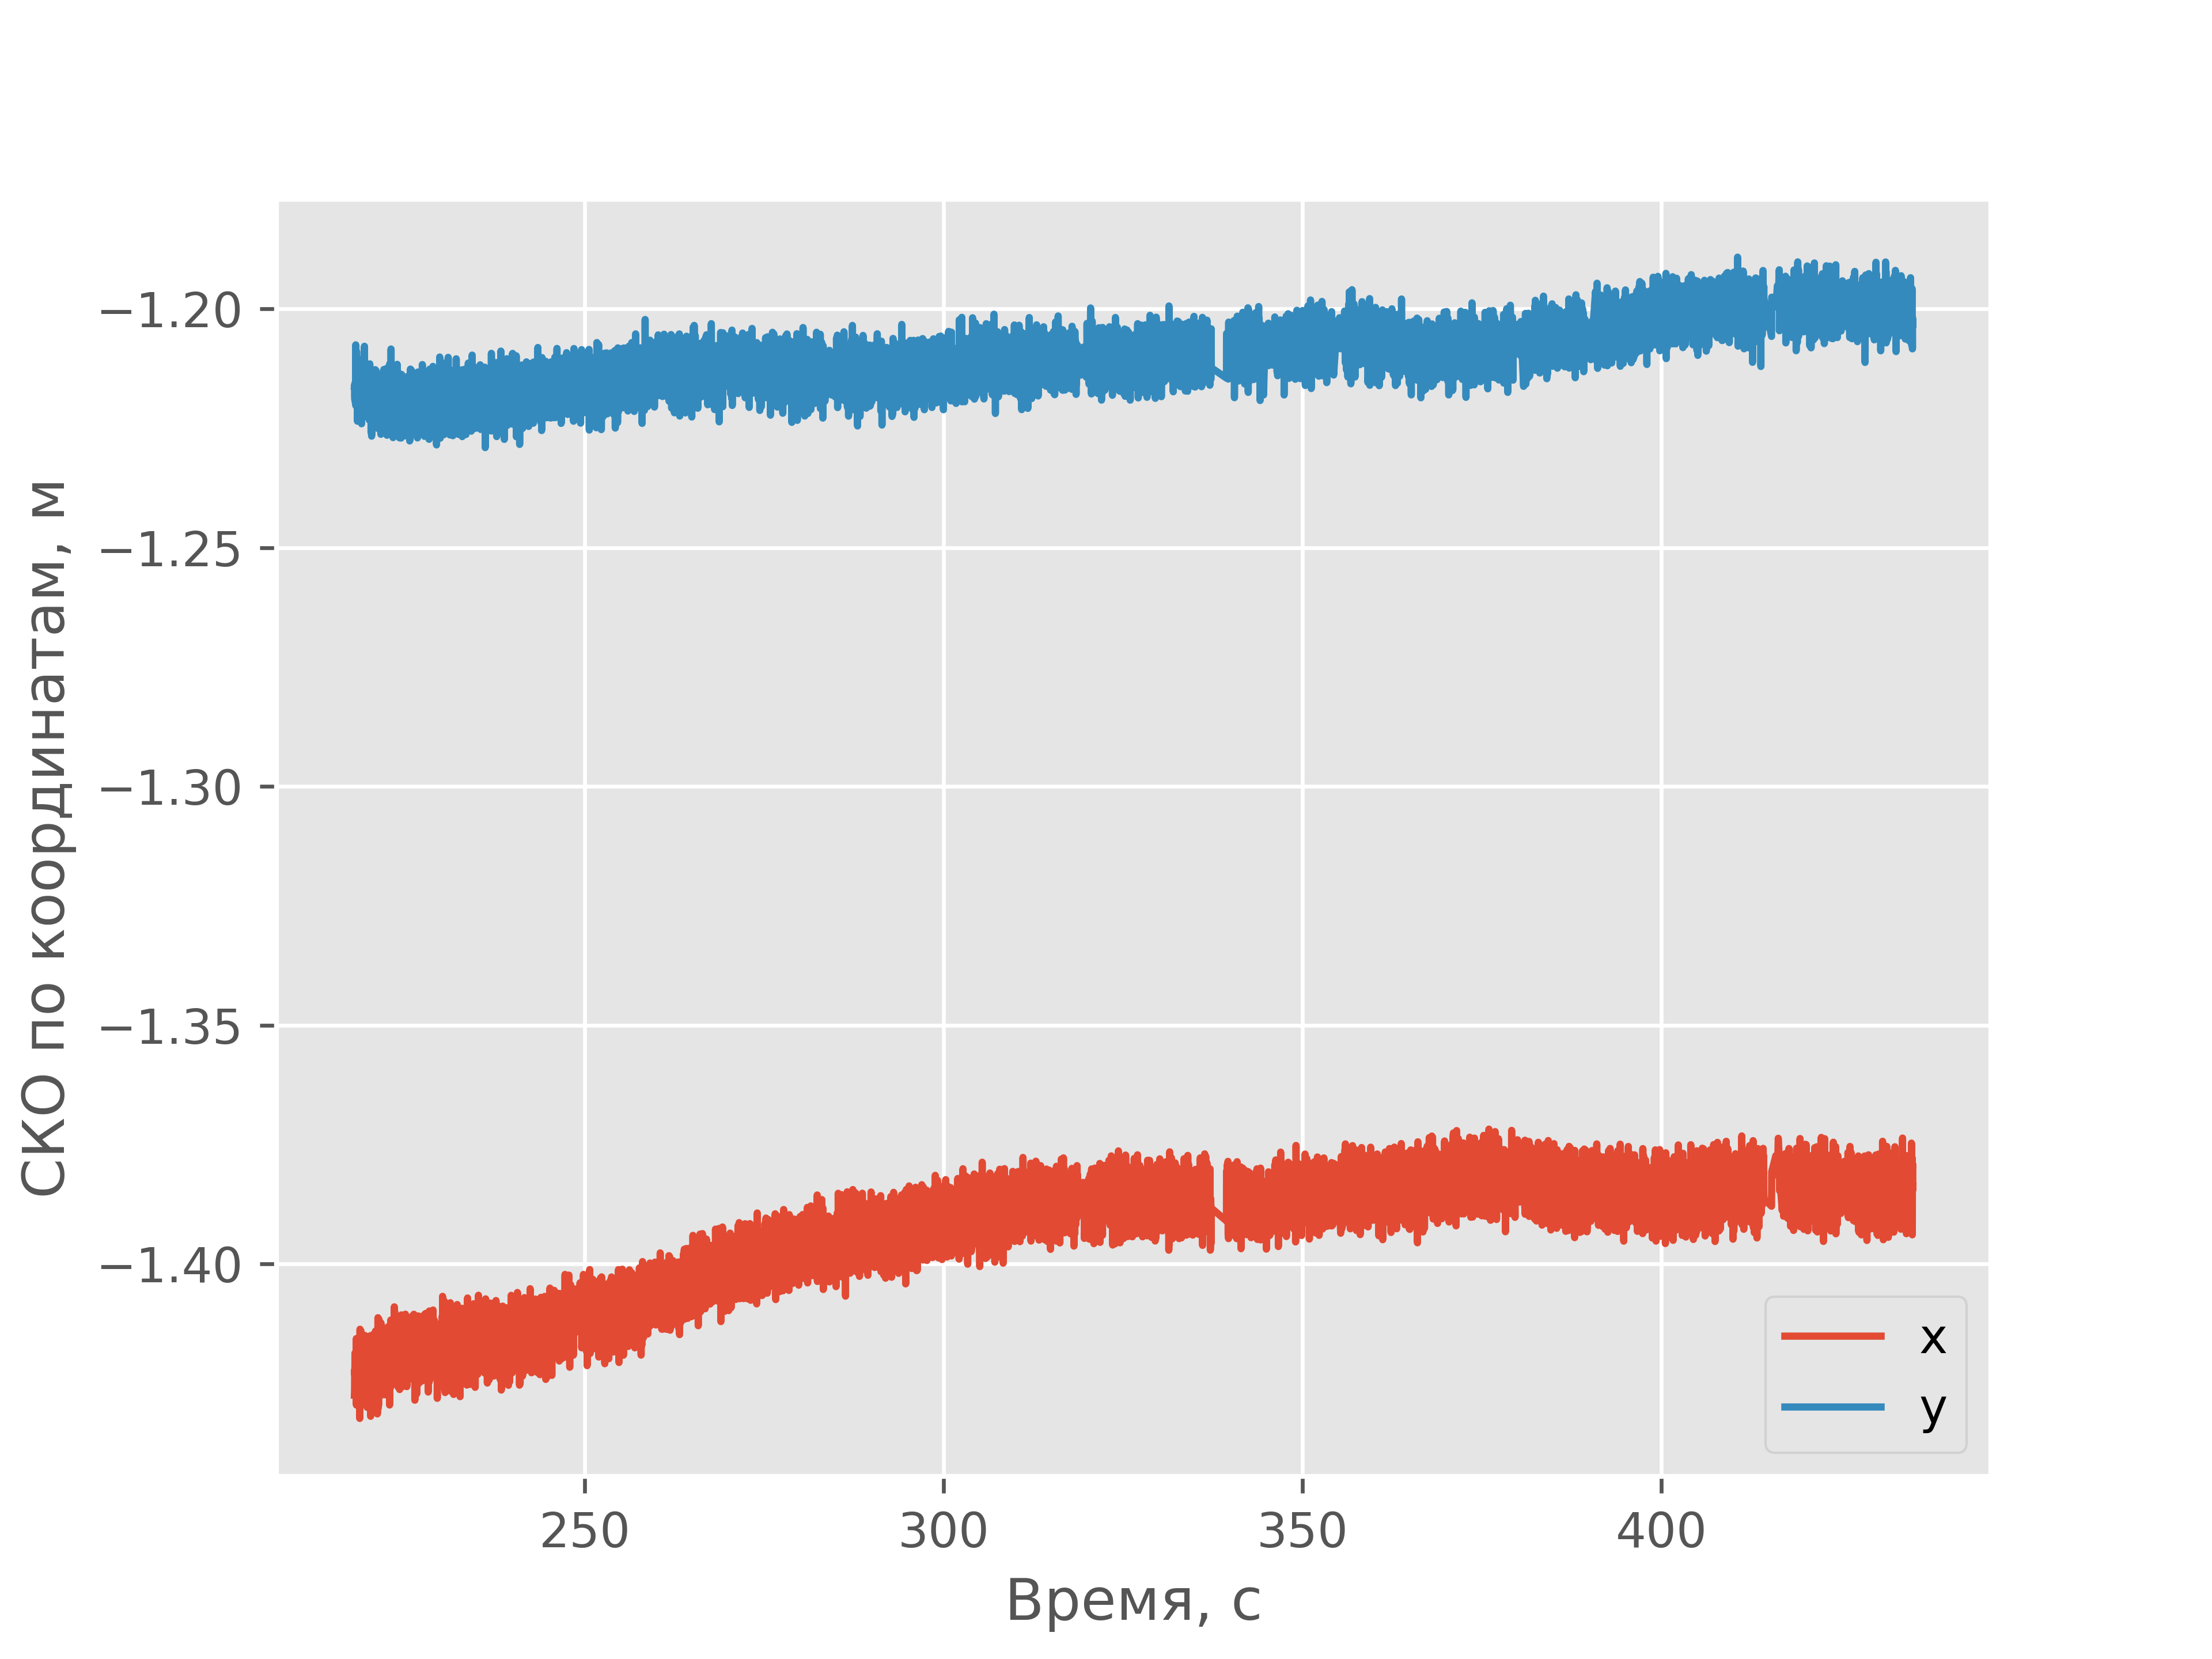 СКО по координатам, м
−1.20
−1.25
−1.30
−1.35
−1.40
250
300
350
400
Время, с
x
y